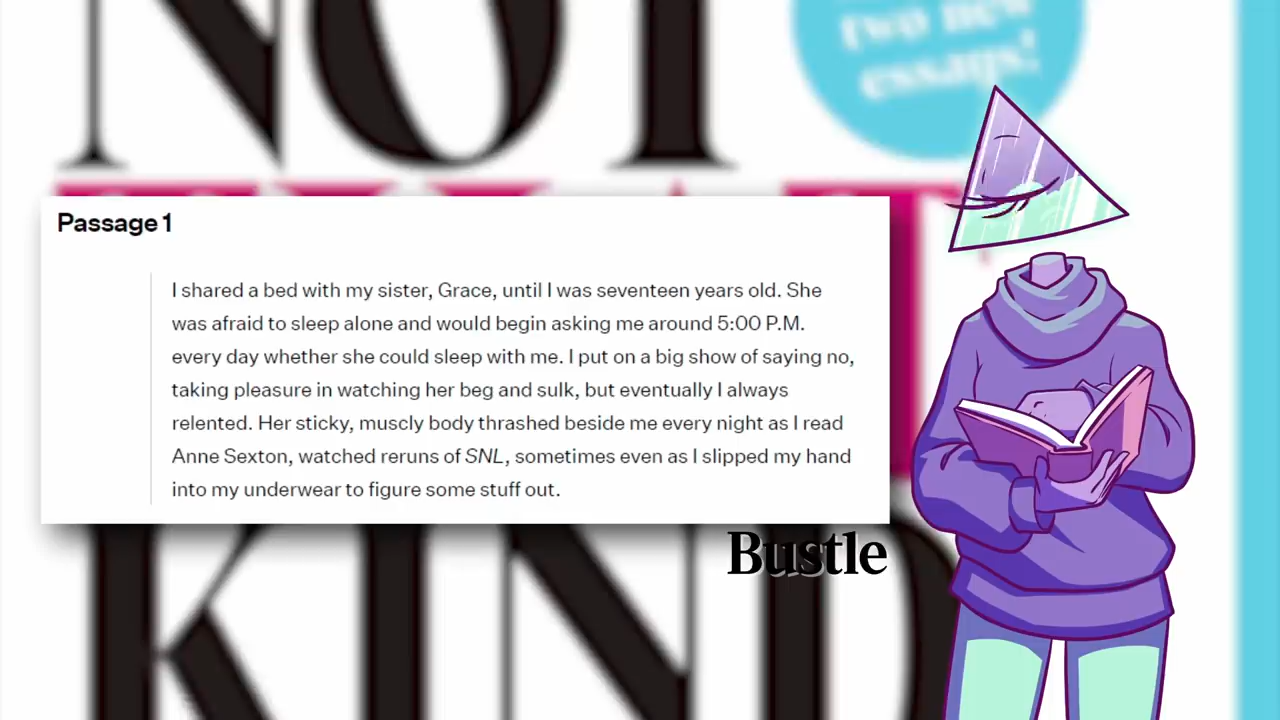 two new
essays!
NOT
Passage 1
I shared a bed with my sister, Grace, until I was seventeen years old. She
was afraid to sleep alone and would begin asking me around 5:00 P.M.
every day whether she could sleep with me. I put on a big show of saying no,
taking pleasure in watching her beg and sulk, but eventually I always
relented. Her sticky, muscly body thrashed beside me every night as I read
Anne Sexton, watched reruns of SNL, sometimes even as I slipped my hand
into my underwear to figure some stuff out.
Bustle
KIND